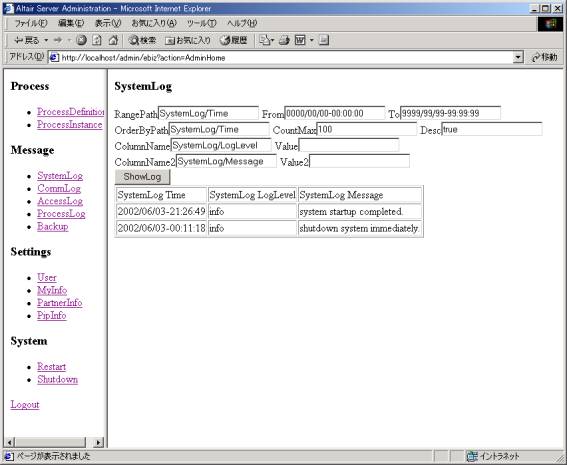 Altair Server Administration - Microsoft Internet Explorer
ファイル(F) 編集(E) 表示(V) お気に入り(A) ツール(T) ヘルプ(H)
戻る 検索 お気に入り 履歴
アドレス(D) http://localhost/admin/ebiz?action=AdminHome 移動
Process
ProcessDefinition
ProcessInstance
Message
SystemLog
CommLog
AccessLog
ProcessLog
Backup
Settings
User
MyInfo
PartnerInfo
PipInfo
System
Restart
Shutdown
Logout
SystemLog
RangePath SystemLog/Time From 0000/00/00-00:00:00 To 9999/99/99-99:99:99
OrderByPath SystemLog/Time CountMax 100 Desc true
ColumnName SystemLog/LogLevel Value
ColumnName2 SystemLog/Message Value2
ShowLog
SystemLog Time SystemLog LogLevel SystemLog Message
2002/06/03-21:26:49 info system startup completed.
2002/06/03-00:11:18 info shutdown system immediately.
ページが表示されました イントラネット